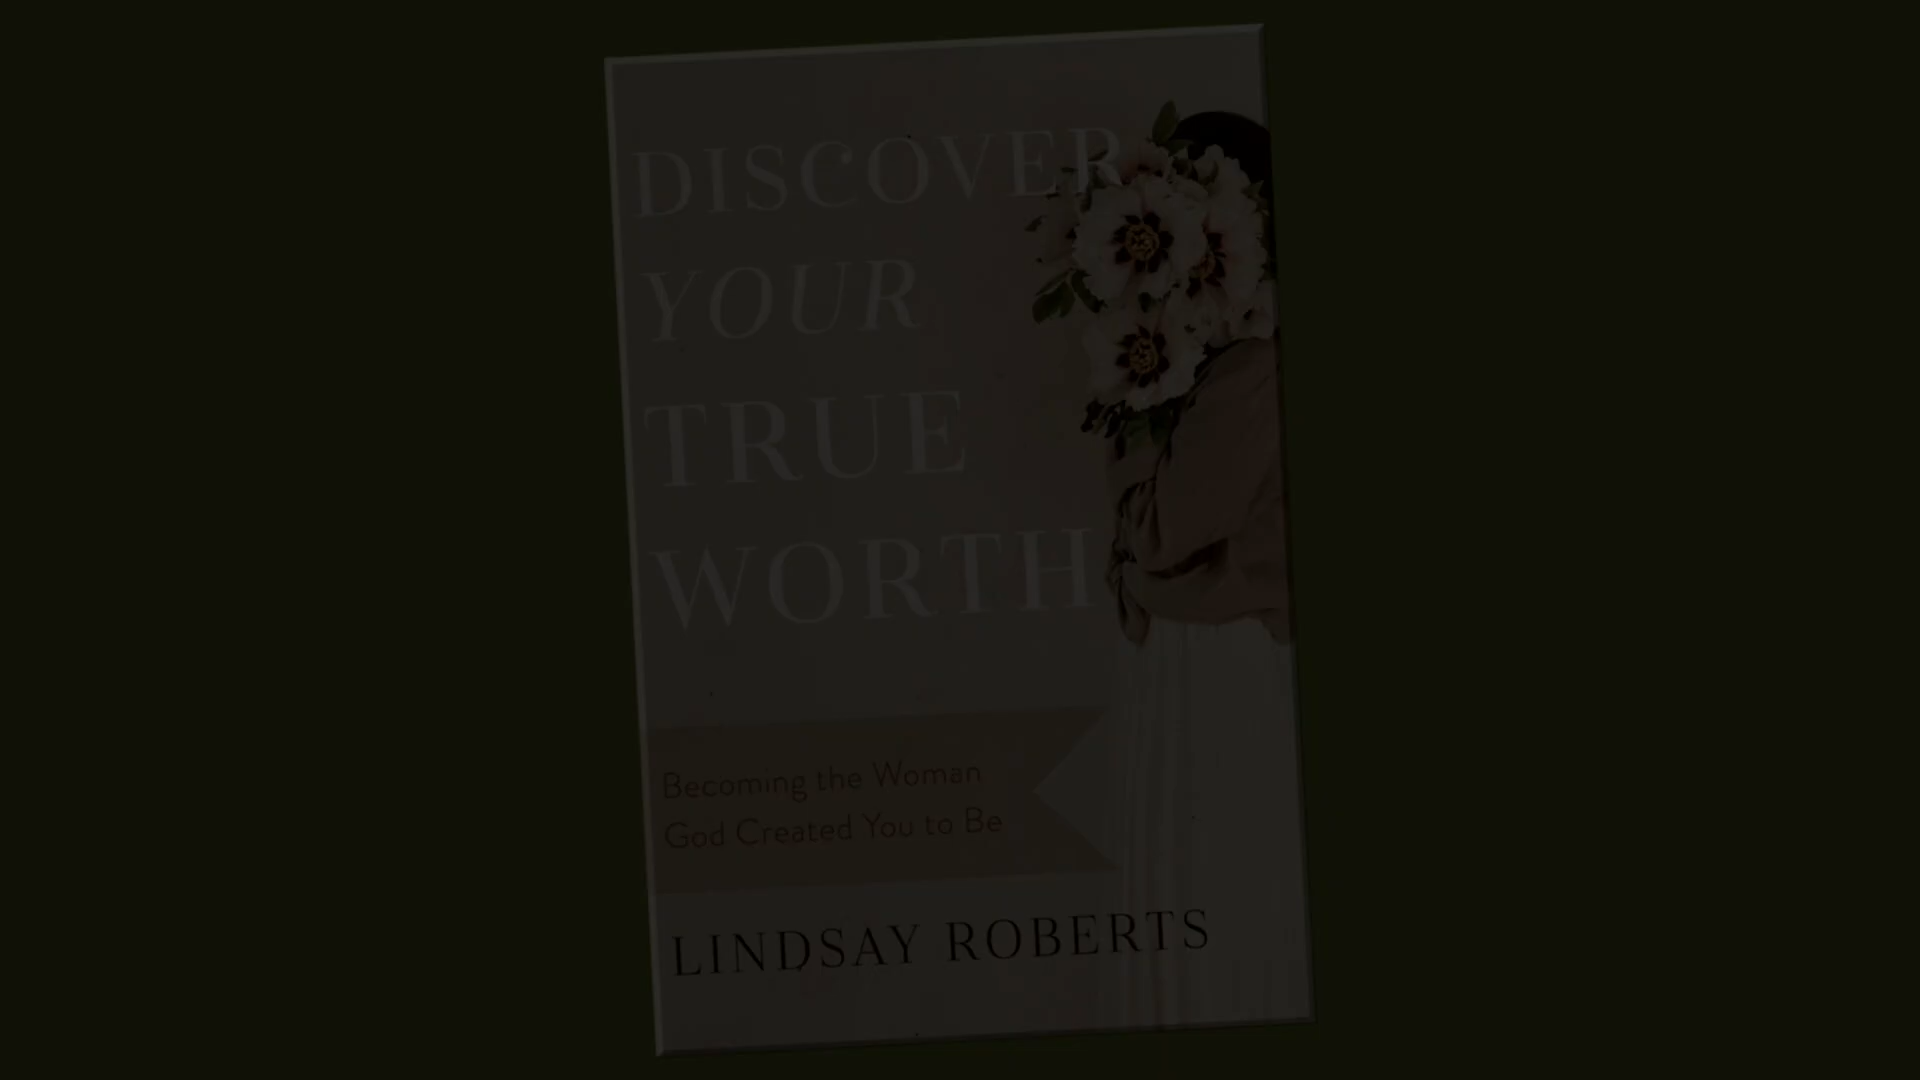 DISCOVER
YOUR
TRUE
WORTH
Becoming the Woman
God Created You to Be
LINDSAY ROBERTS